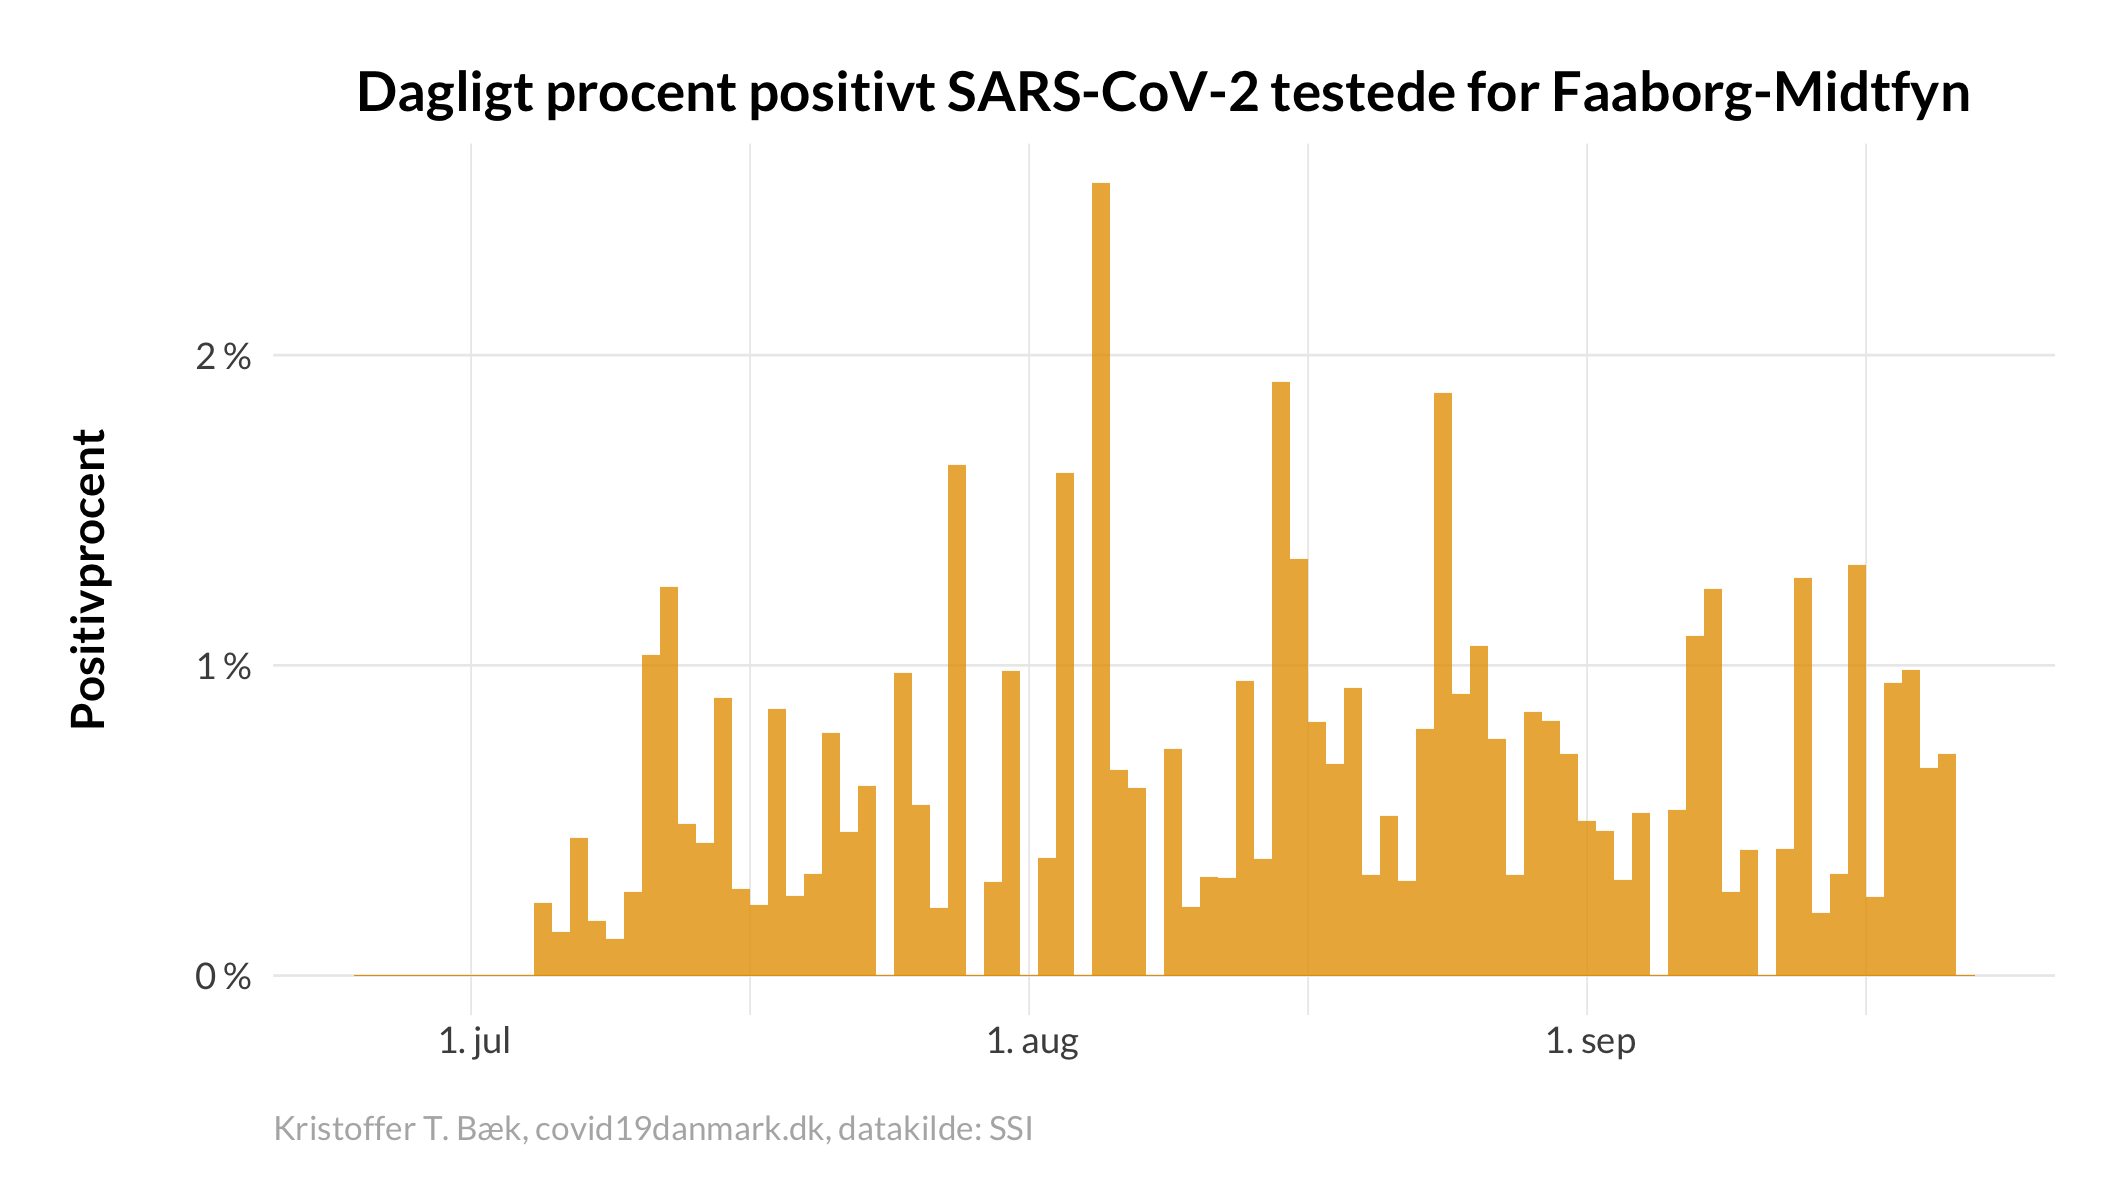 Dagligt procent positivt SARS-CoV-2 testede for Faaborg-Midtfyn
Positivprocent
2 %
1 %
0 %
1. jul
1. aug
1. sep
Kristoffer T. Bæk, covid19danmark.dk, datakilde: SSI